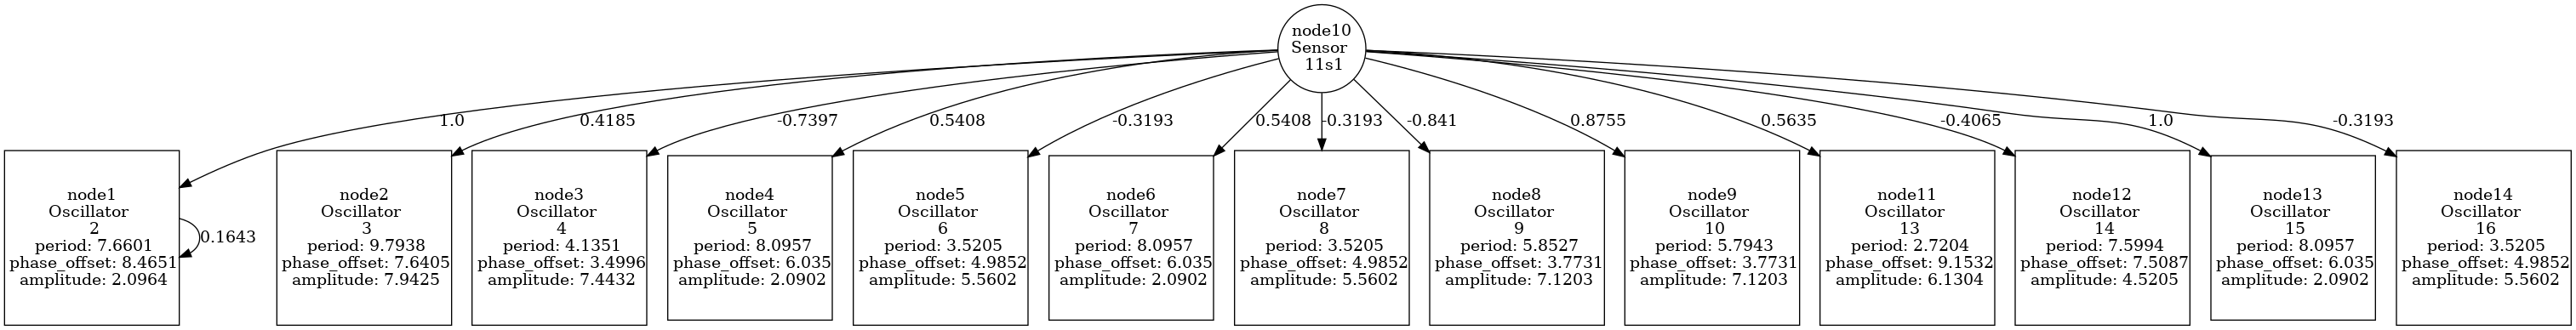 node10
Sensor
11s1
1.0
0.4185
-0.7397
0.5408
-0.3193
0.5408
-0.3193
-0.841
0.8755
0.5635
-0.4065
1.0
-0.3193
node1
Oscillator
2
period: 7.6601
phase_offset: 8.4651
amplitude: 2.0964
0.1643
node2
Oscillator
3
period: 9.7938
phase_offset: 7.6405
amplitude: 7.9425
node3
Oscillator
4
period: 4.1351
phase_offset: 3.4996
amplitude: 7.4432
node4
Oscillator
5
period: 8.0957
phase_offset: 6.035
amplitude: 2.0902
node5
Oscillator
6
period: 3.5205
phase_offset: 4.9852
amplitude: 5.5602
node6
Oscillator
7
period: 8.0957
phase_offset: 6.035
amplitude: 2.0902
node7
Oscillator
8
period: 3.5205
phase_offset: 4.9852
amplitude: 5.5602
node8
Oscillator
9
period: 5.8527
phase_offset: 3.7731
amplitude: 7.1203
node9
Oscillator
10
period: 5.7943
phase_offset: 3.7731
amplitude: 7.1203
node11
Oscillator
13
period: 2.7204
phase_offset: 9.1532
amplitude: 6.1304
node12
Oscillator
14
period: 7.5994
phase_offset: 7.5087
amplitude: 4.5205
node13
Oscillator
15
period: 8.0957
phase_offset: 6.035
amplitude: 2.0902
node14
Oscillator
16
period: 3.5205
phase_offset: 4.9852
amplitude: 5.5602